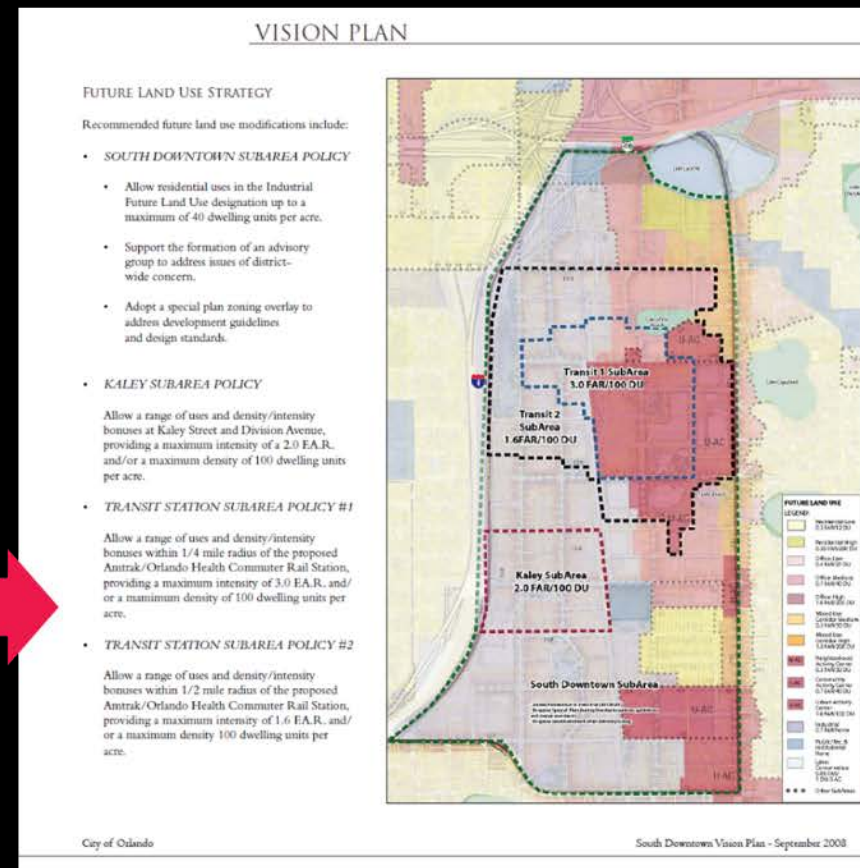 VISION PLAN
FUTURE LAND USE STRATEGY
Recommended future land use modifications include:
• SOUTH DOWNTOWN SUBAREA POLICY
• Allow residential uses in the Industrial
Future Land Use designation up to a
maximum of 40 dwelling units per acre.
• Support the formation of an advisory
group to address issues of district-
wide concern.
• Adopt a special plan zoning overlay to
address development guidelines
and design standards.
• KALEY SUBAREA POLICY
Allow a range of uses and density/intensity
bonuses at Kaley Street and Division Avenue,
providing a maximum intensity of a 2.0 F.A.R.
and/or a maximum density of 100 dwelling units
per acre.
• TRANSIT STATION SUBAREA POLICY #1
Allow a range of uses and density/intensity
bonuses within 1/4 mile radius of the proposed
Amtrak/Orlando Health Commuter Rail Station,
providing a maximum intensity of 3.0 F.A.R. and/
or a mamimum density of 100 dwelling units per
acre.
• TRANSIT STATION SUBAREA POLICY #2
Allow a range of uses and density/intensity
bonuses within 1/2 mile radius of the proposed
Amtrak/Orlando Health Commuter Rail Station,
providing a maximum intensity of 1.6 F.A.R. and/
or a maximum density 100 dwelling units per
acre.
U-AC
Transit 1 SubArea
3.0 FAR/100 DU
Transit 2
SubArea
1.6FAR/100 DU
U-AC
U-AC
Kaley SubArea
2.0 FAR/100 DU
South Downtown SubArea
U-AC
U-AC
FUTURE LAND USE
LEGEND
City of Orlando
South Downtown Vision Plan - September 2008